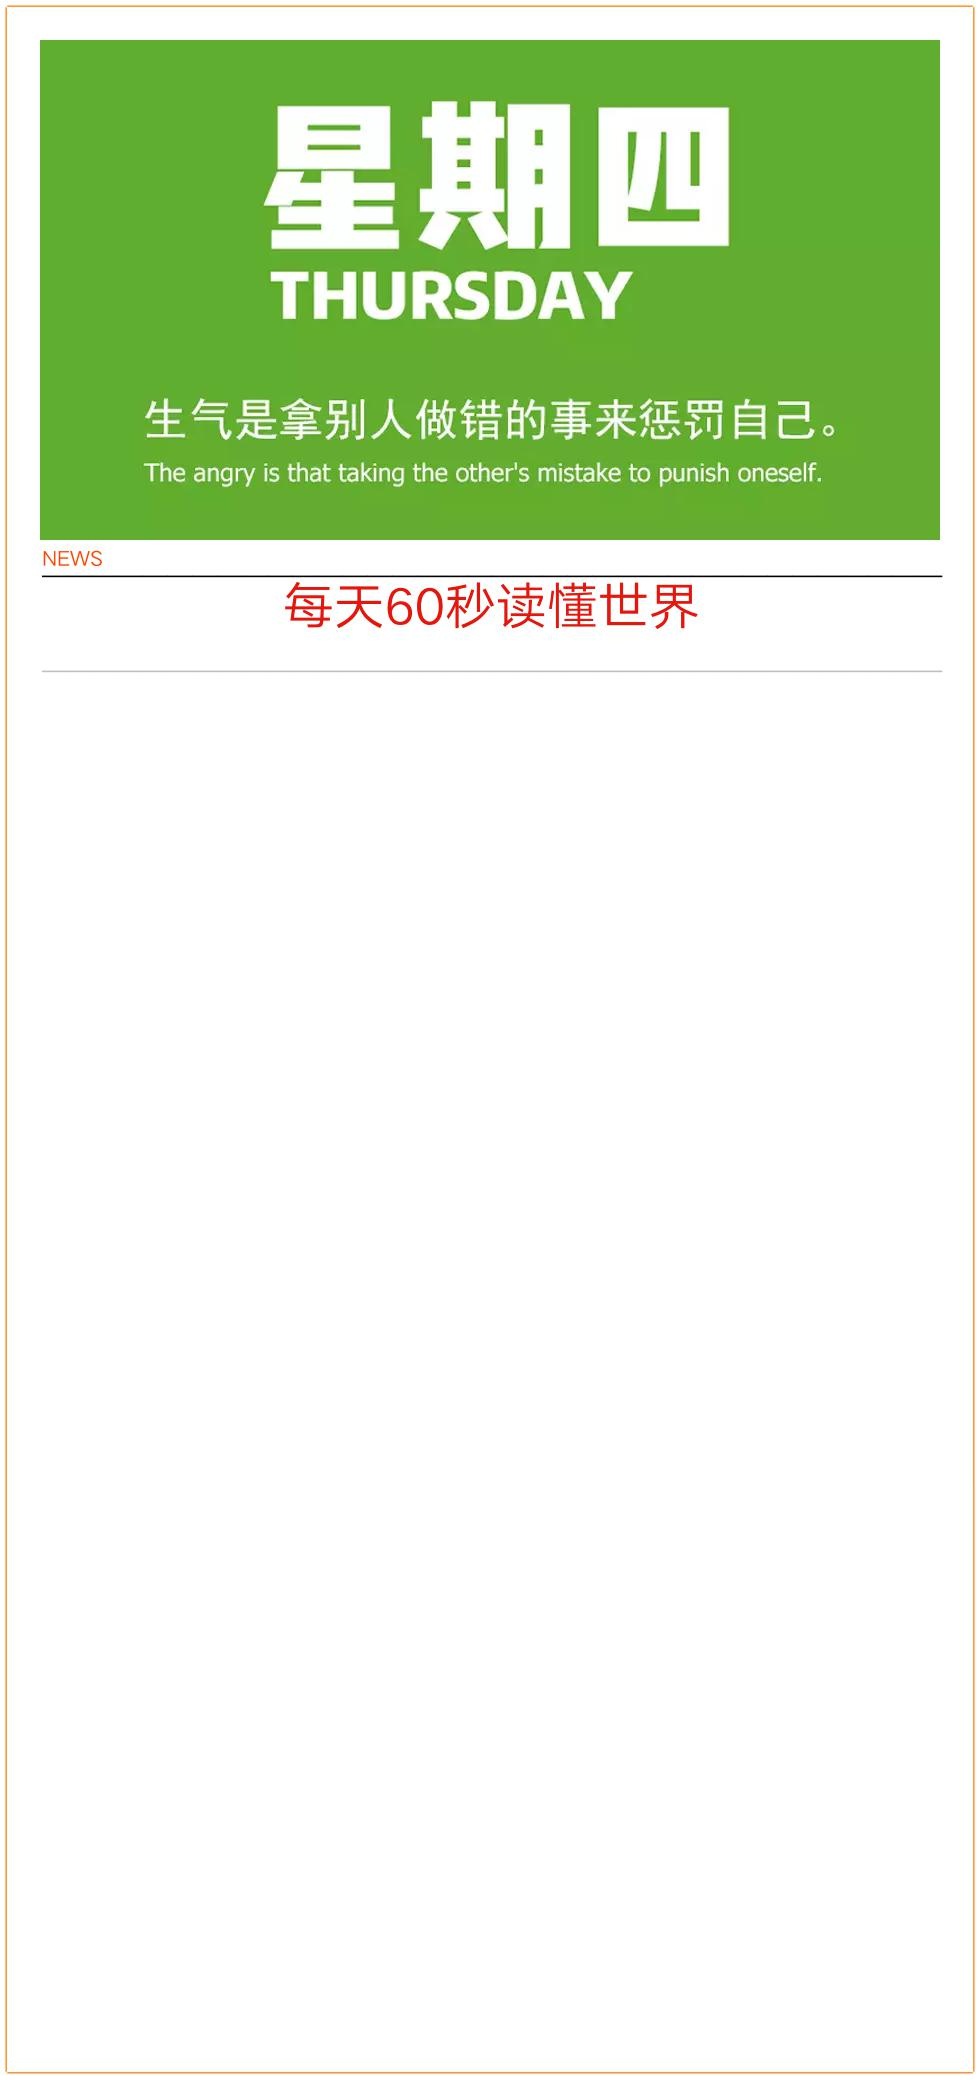 星期四
THURSDAY
生气是拿别人做错的事来惩罚自己。
The angry is that taking the other's mistake to punish oneself.
NEWS
每天60秒读懂世界